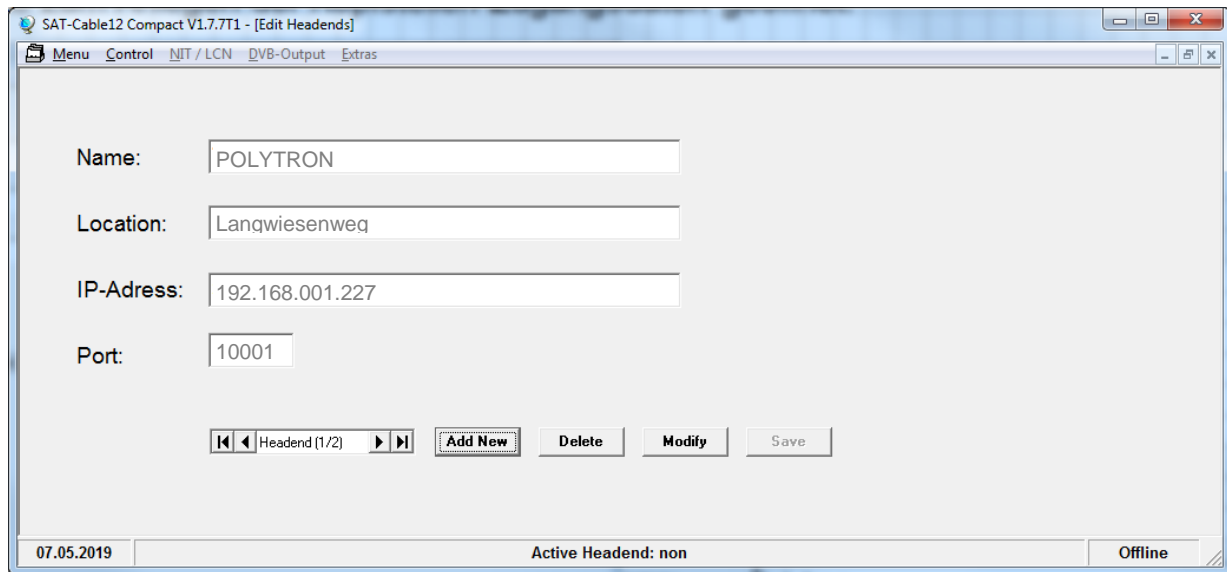 SAT-Cable12 Compact V1.7.7T1 - [Edit Headends]
Menu Control NIT / LCN DVB-Output Extras
Name: POLYTRON
Location: Langwiesenweg
IP-Adress: 192.168.001.227
Port: 10001
Headend (1/2) Add New Delete Modify Save
07.05.2019 Active Headend: non Offline